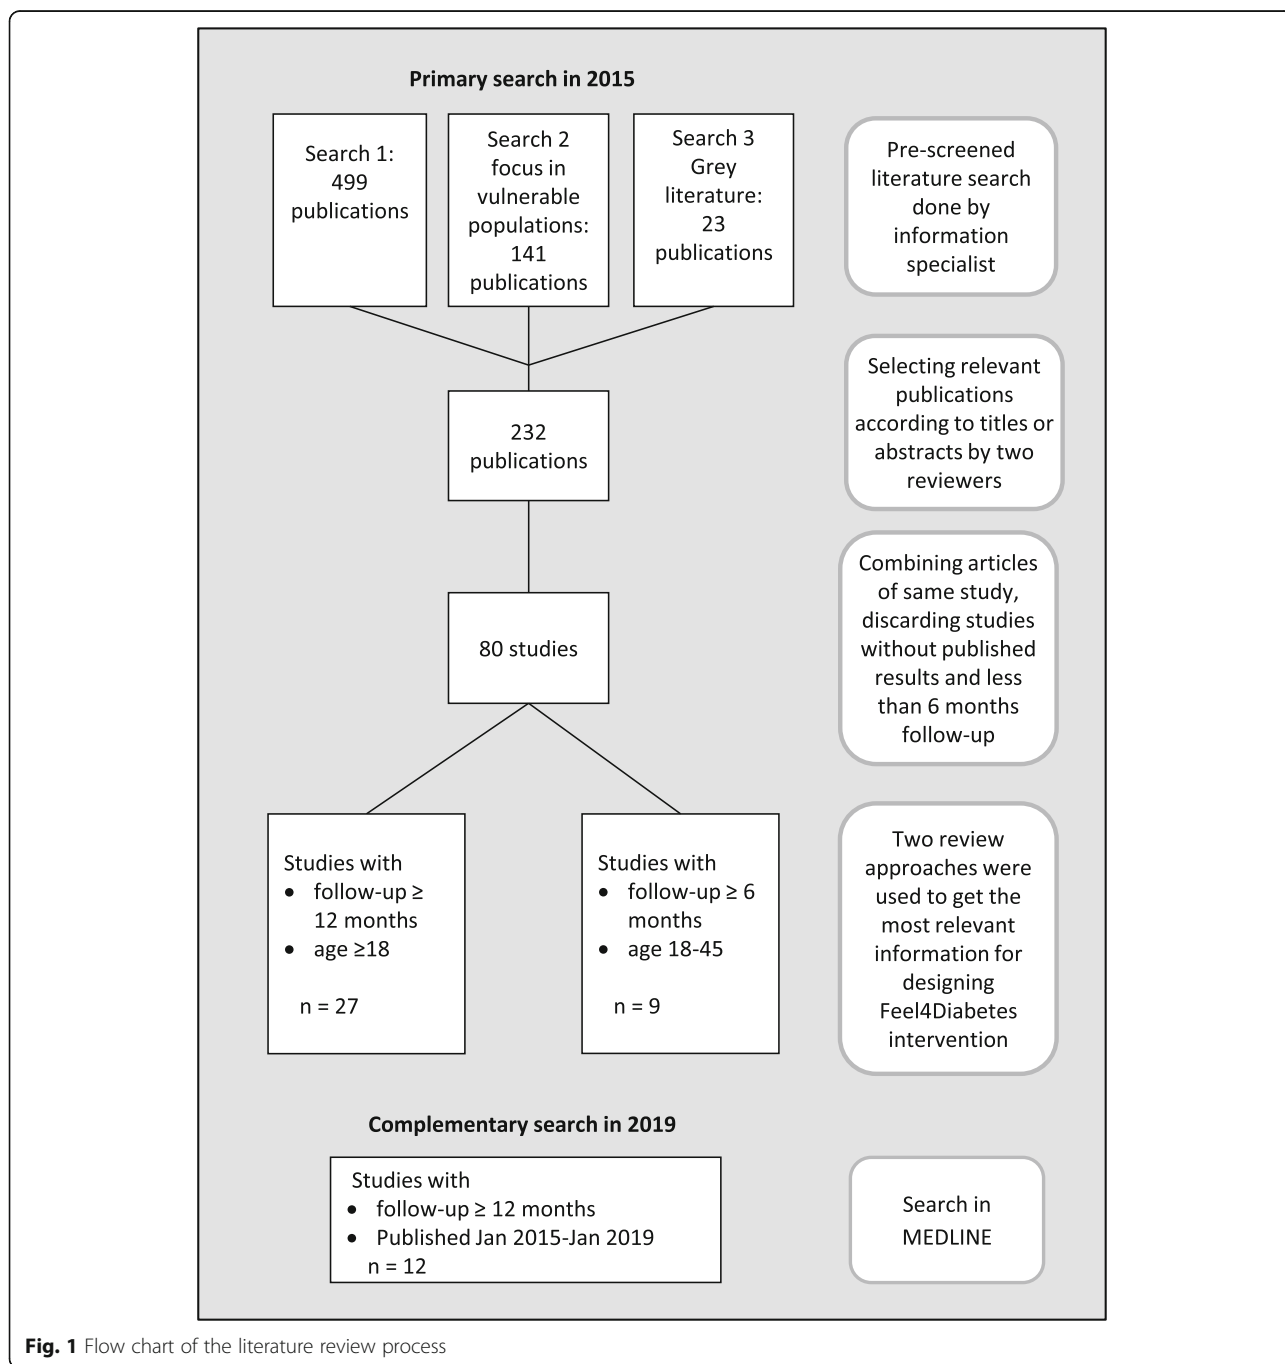 Primary search in 2015
Search 1:
499
publications
Search 2
focus in
vulnerable
populations:
141
publications
Search 3
Grey
literature:
23
publications
Pre-screened
literature search
done by
information
specialist
232
publications
Selecting relevant
publications
according to titles or
abstracts by two
reviewers
80 studies
Combining articles
of same study,
discarding studies
without published
results and less
than 6 months
follow-up
Studies with
• follow-up ≥
12 months
• age ≥18
n = 27
Studies with
• follow-up ≥ 6
months
• age 18-45
n = 9
Two review
approaches were
used to get the
most relevant
information for
designing
Feel4Diabetes
intervention
Complementary search in 2019
Studies with
• follow-up ≥ 12 months
• Published Jan 2015-Jan 2019
n = 12
Search in
MEDLINE
Fig. 1 Flow chart of the literature review process